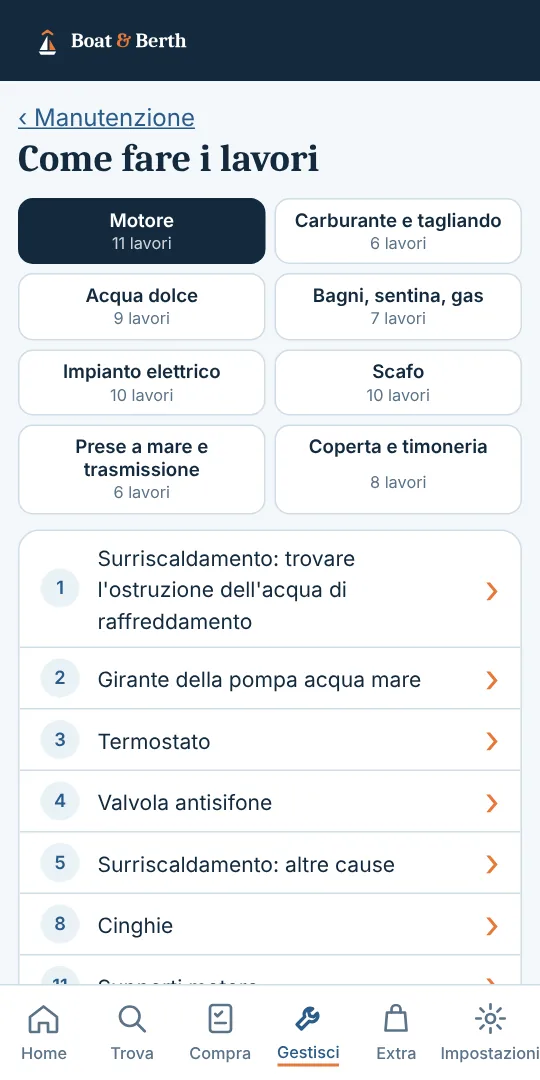 Boat & Berth
‹ Manutenzione
Come fare i lavori
Motore
11 lavori
Carburante e tagliando
6 lavori
Acqua dolce
9 lavori
Bagni, sentina, gas
7 lavori
Impianto elettrico
10 lavori
Scafo
10 lavori
Prese a mare e
trasmissione
6 lavori
Coperta e timoneria
8 lavori
1
Surriscaldamento: trovare
l'ostruzione dell'acqua di
raffreddamento
2
Girante della pompa acqua mare
3
Termostato
4
Valvola antisifone
5
Surriscaldamento: altre cause
8
Cinghie
11
Supporti motore
Home
Trova
Compra
Gestisci
Extra
Impostazioni